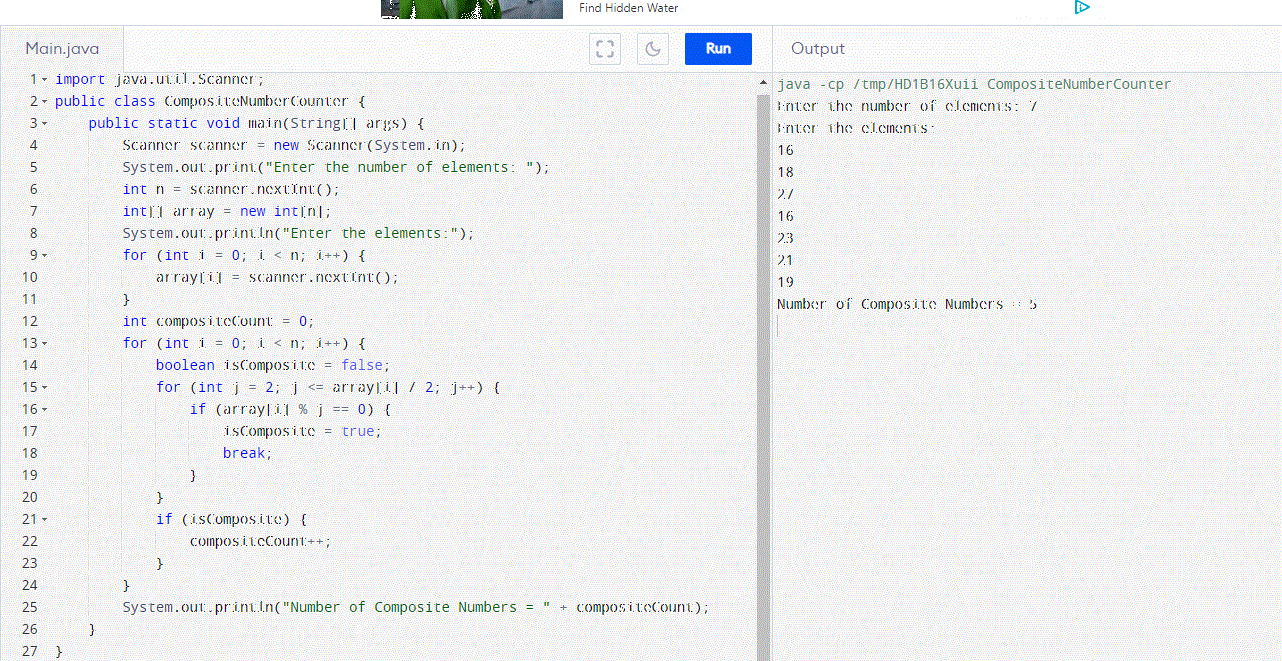 Find Hidden Water
Main.java
Run
Output
1 import java.util.Scanner;
2 public class CompositeNumberCounter {
3 public static void main(String[] args) {
4 Scanner scanner = new Scanner(System.in);
5 System.out.print("Enter the number of elements: ");
6 int n = scanner.nextInt();
7 int[] array = new int[n];
8 System.out.println("Enter the elements:");
9 for (int i = 0; i < n; i++) {
10 array[i] = scanner.nextInt();
11 }
12 int compositeCount = 0;
13 for (int i = 0; i < n; i++) {
14 boolean isComposite = false;
15 for (int j = 2; j <= array[i] / 2; j++) {
16 if (array[i] % j == 0) {
17 isComposite = true;
18 break;
19 }
20 }
21 if (isComposite) {
22 compositeCount++;
23 }
24 }
25 System.out.println("Number of Composite Numbers = " + compositeCount);
26 }
27 }
java -cp /tmp/HD1B16Xuii CompositeNumberCounter
Enter the number of elements: 7
Enter the elements:
16
18
27
16
23
21
19
Number of Composite Numbers = 5